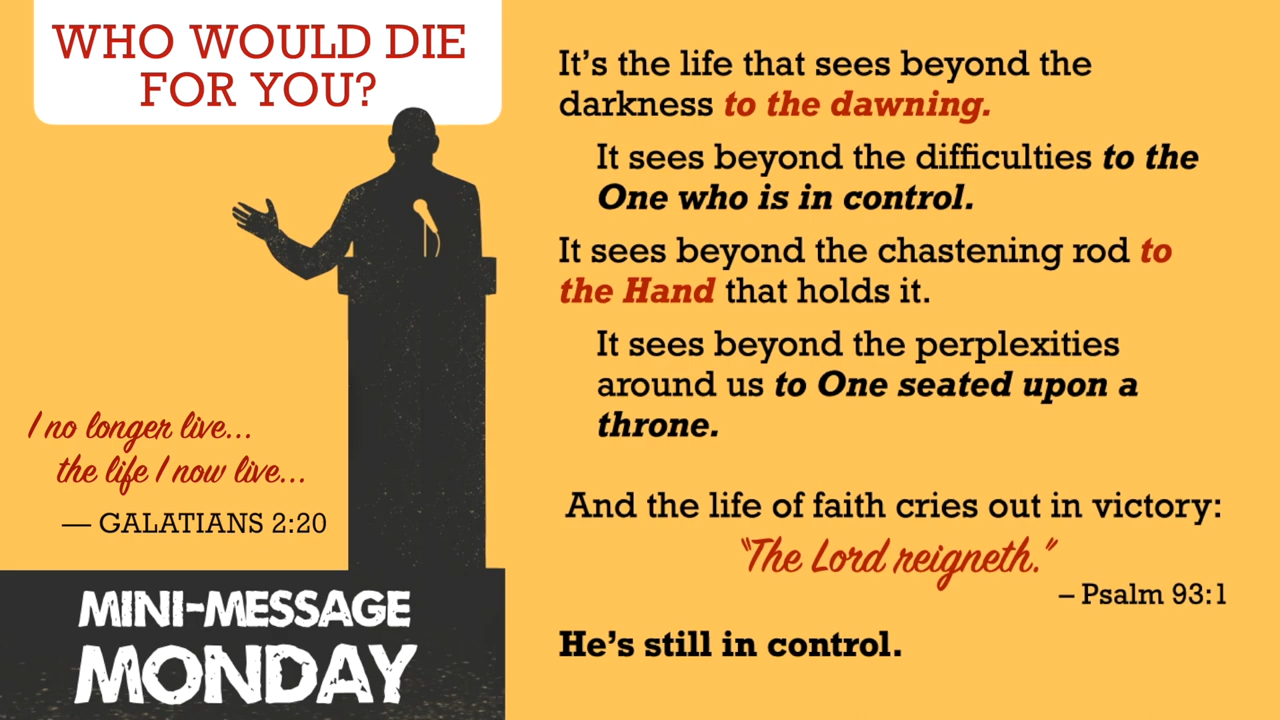 WHO WOULD DIE
FOR YOU?
I no longer live...
the life I now live...
— GALATIANS 2:20
MINI-MESSAGE
MONDAY
It’s the life that sees beyond the
darkness to the dawning.
It sees beyond the difficulties to the
One who is in control.
It sees beyond the chastening rod to
the Hand that holds it.
It sees beyond the perplexities
around us to One seated upon a
throne.
And the life of faith cries out in victory:
“The Lord reigneth.”
– Psalm 93:1
He’s still in control.